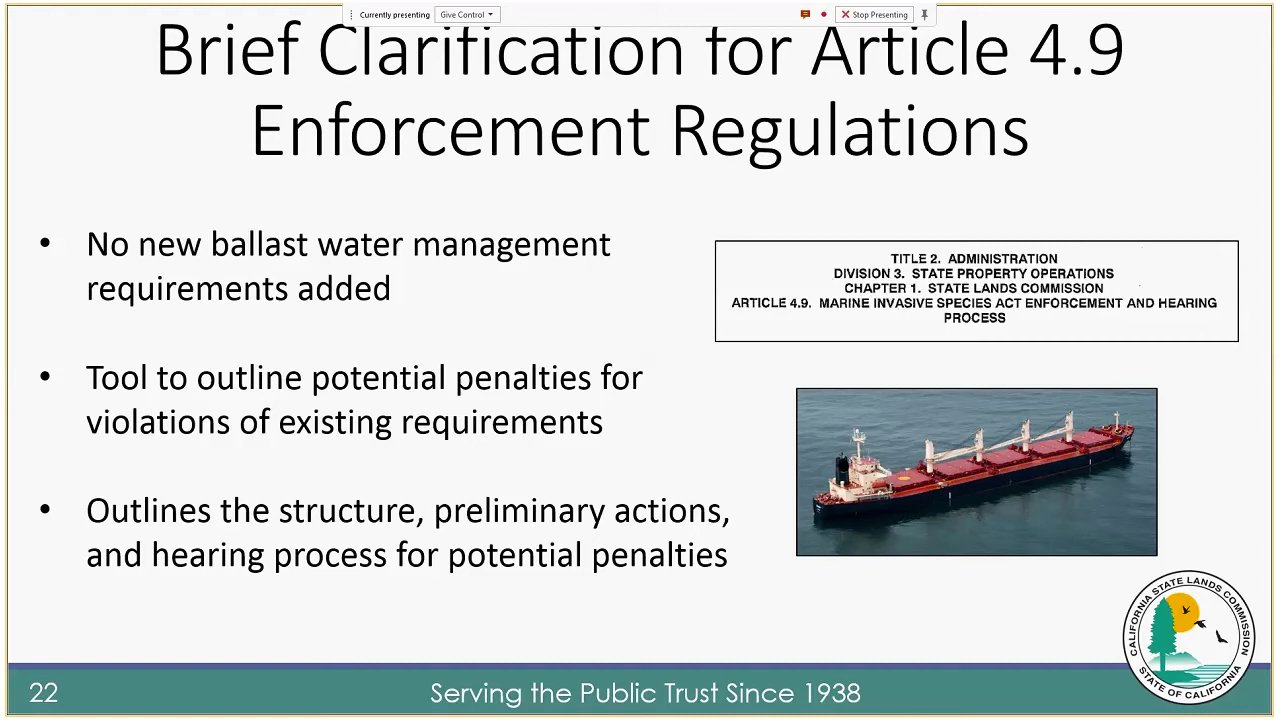 Currently presenting Give Control Stop Presenting
Brief Clarification for Article 4.9
Enforcement Regulations
• No new ballast water management
requirements added
• Tool to outline potential penalties for
violations of existing requirements
• Outlines the structure, preliminary actions,
and hearing process for potential penalties
TITLE 2. ADMINISTRATION
DIVISION 3. STATE PROPERTY OPERATIONS
CHAPTER 1. STATE LANDS COMMISSION
ARTICLE 4.9. MARINE INVASIVE SPECIES ACT ENFORCEMENT AND HEARING
PROCESS
CALIFORNIA STATE LANDS COMMISSION
STATE OF CALIFORNIA
22
Serving the Public Trust Since 1938